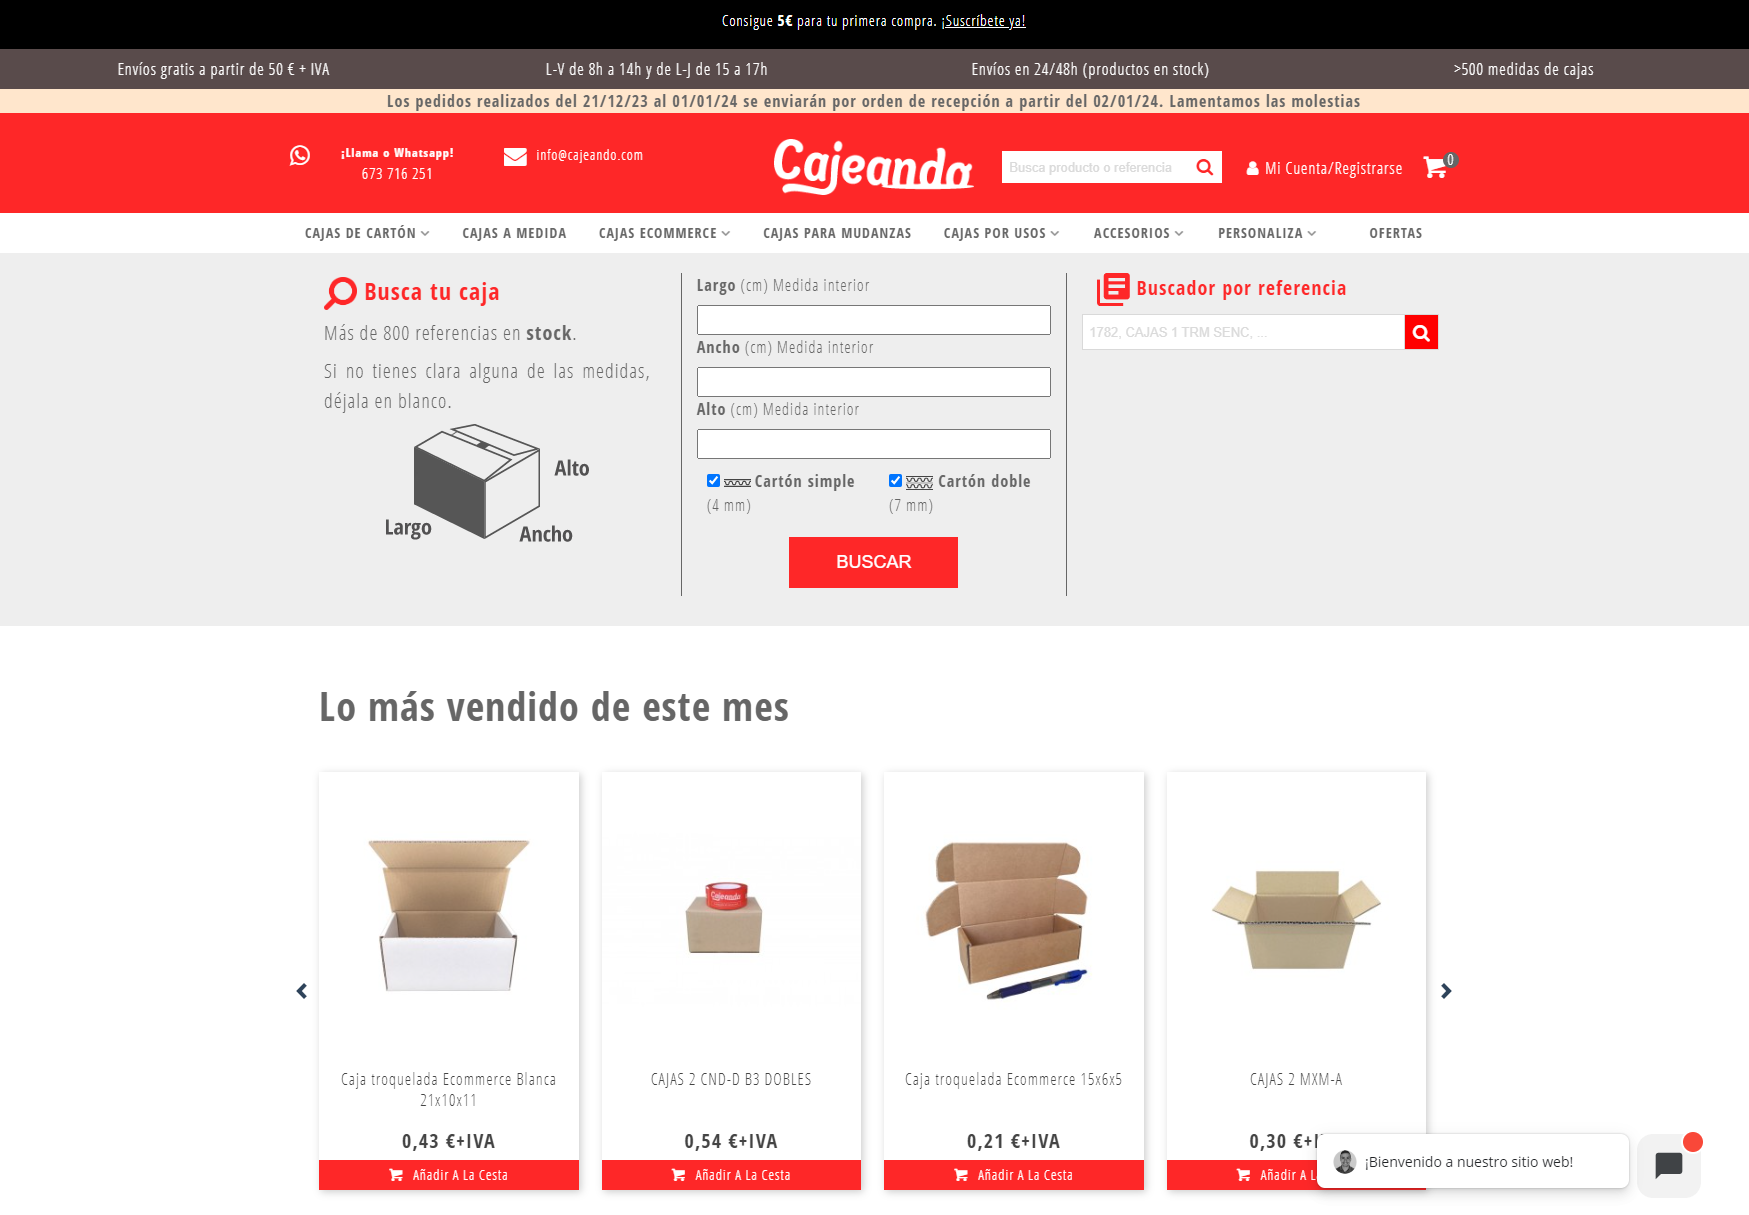 Consigue 5€ para tu primera compra. ¡Suscríbete ya!
Envíos gratis a partir de 50 € + IVA
L-V de 8h a 14h y de L-J de 15 a 17h
Envíos en 24/48h (productos en stock)
>500 medidas de cajas
Los pedidos realizados del 21/12/23 al 01/01/24 se enviarán por orden de recepción a partir del 02/01/24. Lamentamos las molestias
¡Llama o Whatsapp!
673 716 251
info@cajeando.com
Cajeando
Busca producto o referencia
Mi Cuenta/Registrarse
0
CAJAS DE CARTÓN
CAJAS A MEDIDA
CAJAS ECOMMERCE
CAJAS PARA MUDANZAS
CAJAS POR USOS
ACCESORIOS
PERSONALIZA
OFERTAS
Busca tu caja
Más de 800 referencias en stock.
Si no tienes clara alguna de las medidas,
déjala en blanco.
Alto
Largo
Ancho
Largo (cm) Medida interior
Ancho (cm) Medida interior
Alto (cm) Medida interior
Cartón simple
(4 mm)
Cartón doble
(7 mm)
BUSCAR
Buscador por referencia
1782, CAJAS 1 TRM SENC, ...
Lo más vendido de este mes
Cajeando
Caja troquelada Ecommerce Blanca
21x10x11
0,43 €+IVA
Añadir A La Cesta
CAJAS 2 CND-D B3 DOBLES
0,54 €+IVA
Añadir A La Cesta
Caja troquelada Ecommerce 15x6x5
0,21 €+IVA
Añadir A La Cesta
CAJAS 2 MXM-A
0,30 €+
Añadir A
¡Bienvenido a nuestro sitio web!